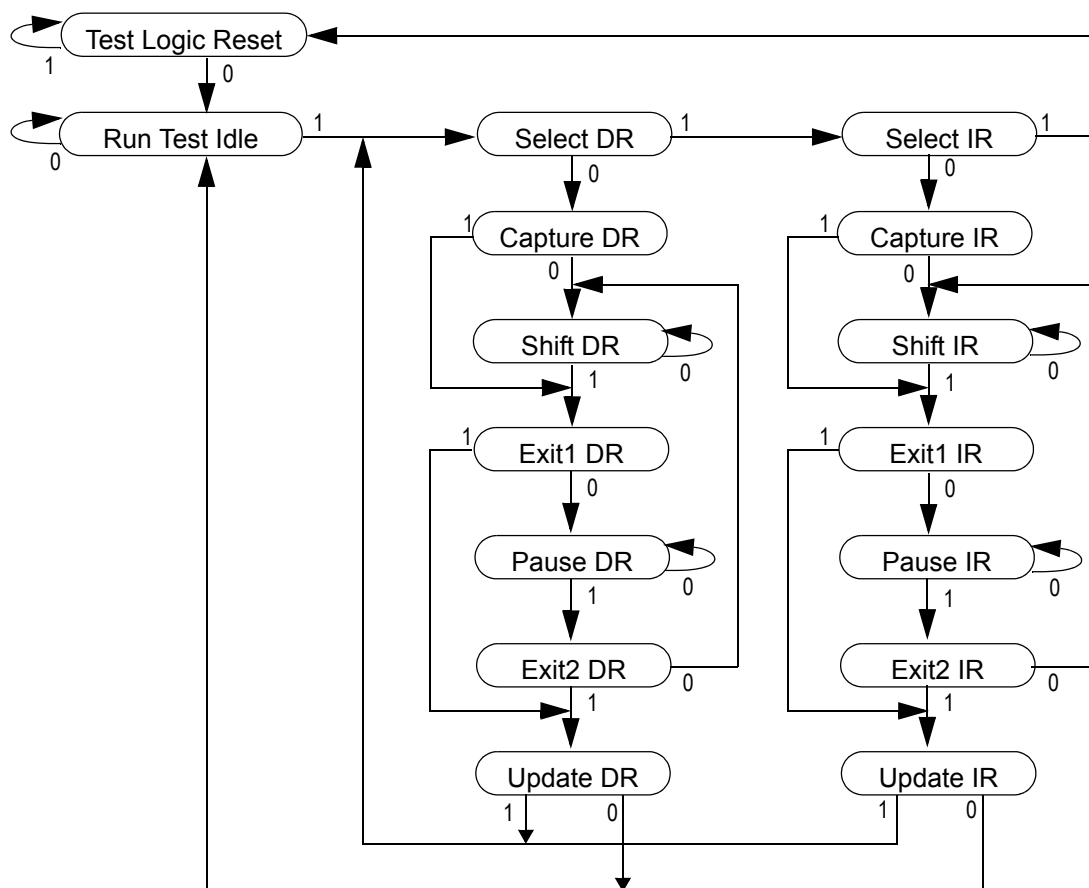 Test Logic Reset
1
0
Run Test Idle
0
1
Select DR
1
0
Select IR
1
0
1
Capture DR
0
1
Capture IR
0
Shift DR
0
1
Shift IR
0
1
1
Exit1 DR
0
1
Exit1 IR
0
Pause DR
0
1
Pause IR
0
1
Exit2 DR
0
1
Exit2 IR
0
1
Update DR
1
0
Update IR
1
0